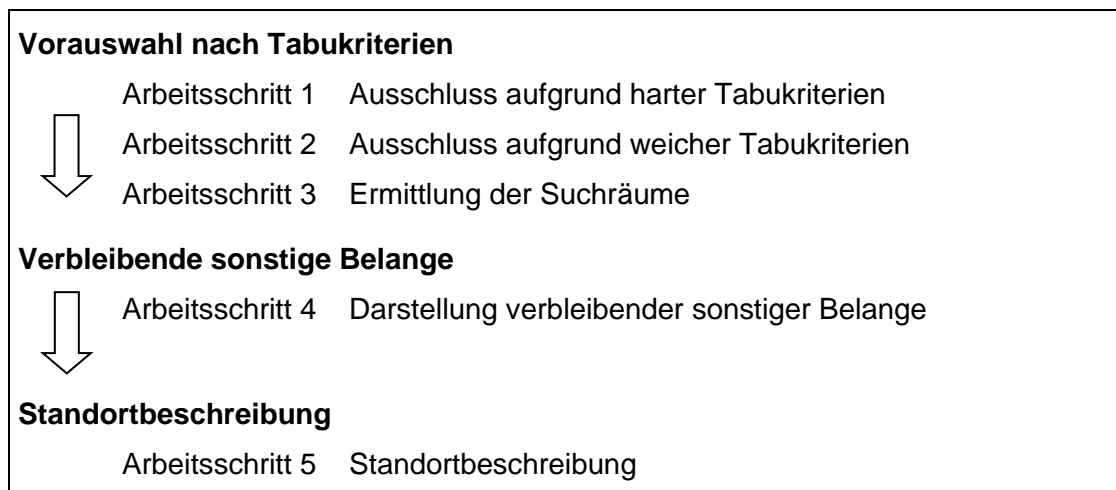 Vorauswahl nach Tabukriterien
Arbeitsschritt 1 Ausschluss aufgrund harter Tabukriterien
Arbeitsschritt 2 Ausschluss aufgrund weicher Tabukriterien
Arbeitsschritt 3 Ermittlung der Suchräume
Verbleibende sonstige Belange
Arbeitsschritt 4 Darstellung verbleibender sonstiger Belange
Standortbeschreibung
Arbeitsschritt 5 Standortbeschreibung